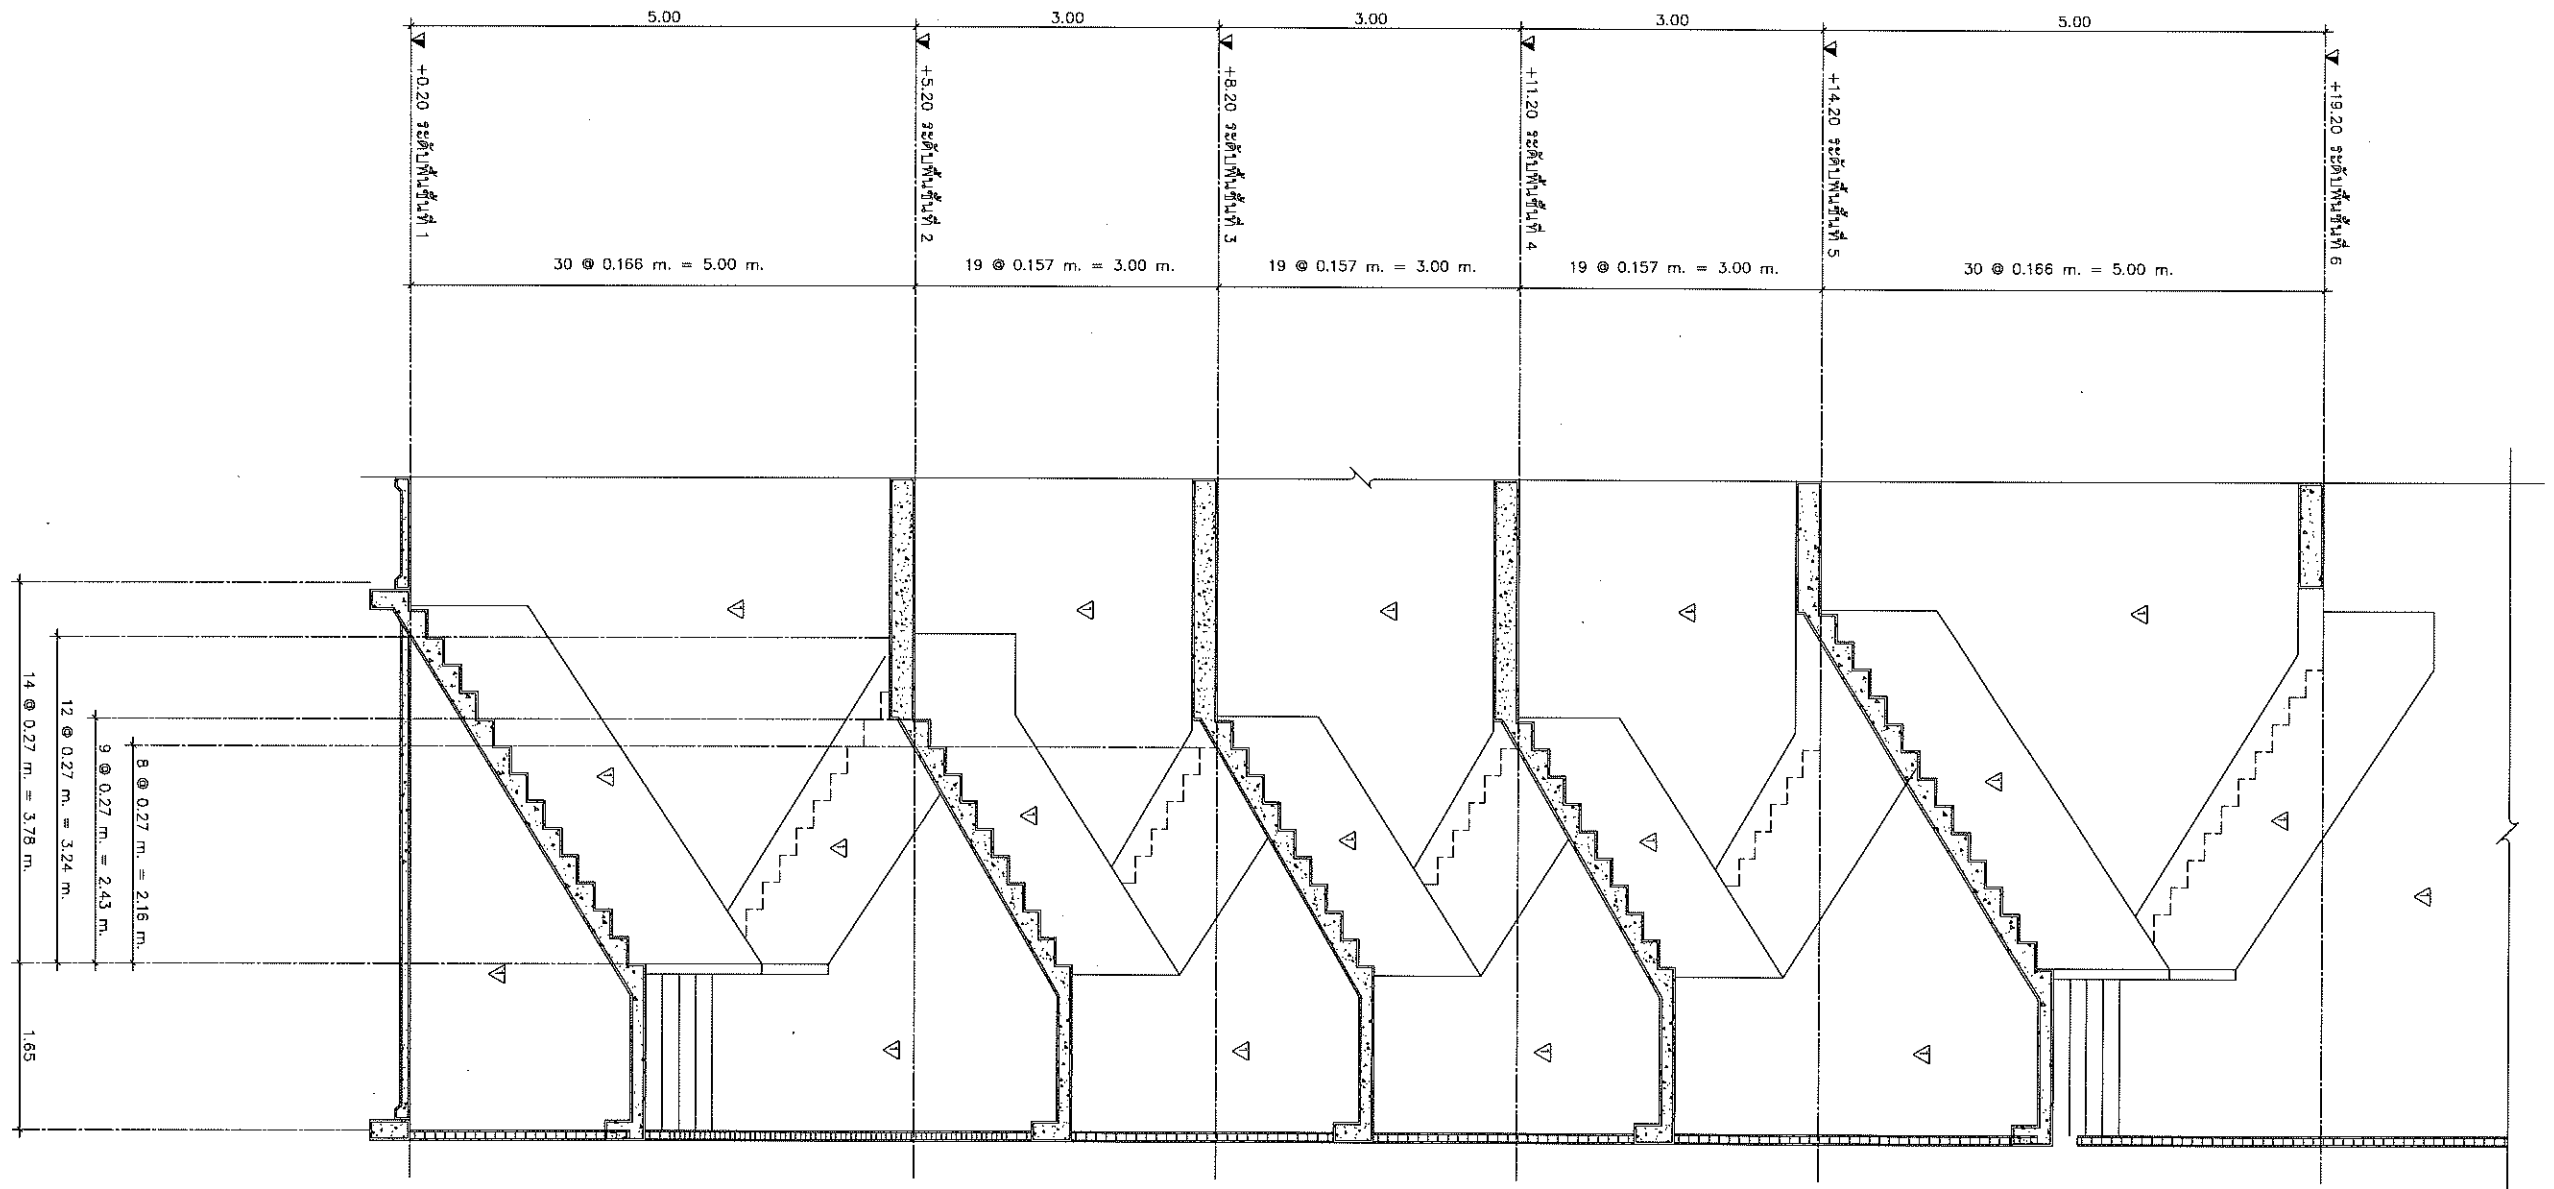 5.00
3.00
3.00
3.00
5.00
+0.20 ระดับพื้นชั้นที่ 1
+5.20 ระดับพื้นชั้นที่ 2
+8.20 ระดับพื้นชั้นที่ 3
+11.20 ระดับพื้นชั้นที่ 4
+14.20 ระดับพื้นชั้นที่ 5
+19.20 ระดับพื้นชั้นที่ 6
30 @ 0.166 m. = 5.00 m.
19 @ 0.157 m. = 3.00 m.
19 @ 0.157 m. = 3.00 m.
19 @ 0.157 m. = 3.00 m.
30 @ 0.166 m. = 5.00 m.
14 @ 0.27 m. = 3.78 m.
12 @ 0.27 m. = 3.24 m.
9 @ 0.27 m. = 2.43 m.
8 @ 0.27 m. = 2.16 m.
1.65